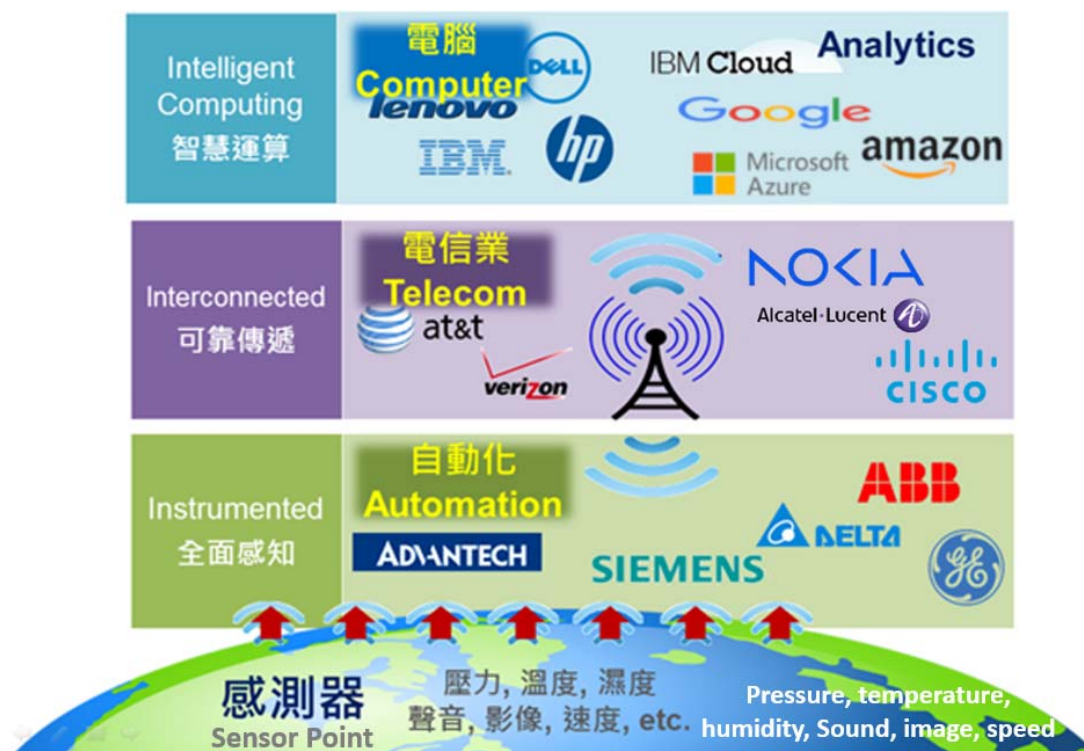 Intelligent
Computing
智慧運算
電腦
Computer
DELL
lenovo
IBM
hp
IBM Cloud
Analytics
Google
Microsoft
Azure
amazon
Interconnected
可靠傳遞
電信業
Telecom
at&t
verizon
NOKIA
Alcatel·Lucent
CISCO
Instrumented
全面感知
自動化
Automation
ADVANTECH
SIEMENS
ABB
DELTA
GE
感測器
Sensor Point
壓力, 溫度, 濕度
聲音, 影像, 速度, etc.
Pressure, temperature,
humidity, Sound, image, speed